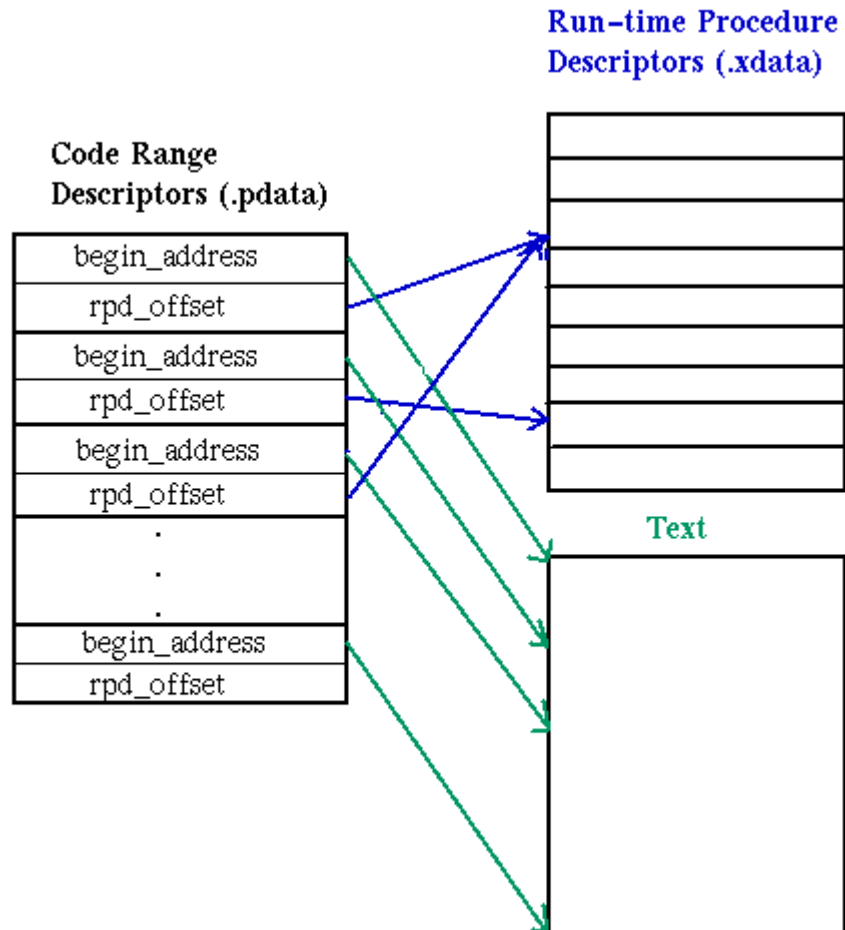 Run-time Procedure
Descriptors (.xdata)
Code Range
Descriptors (.pdata)
begin_address
rpd_offset
begin_address
rpd_offset
begin_address
rpd_offset
.
.
.
begin_address
rpd_offset
Text